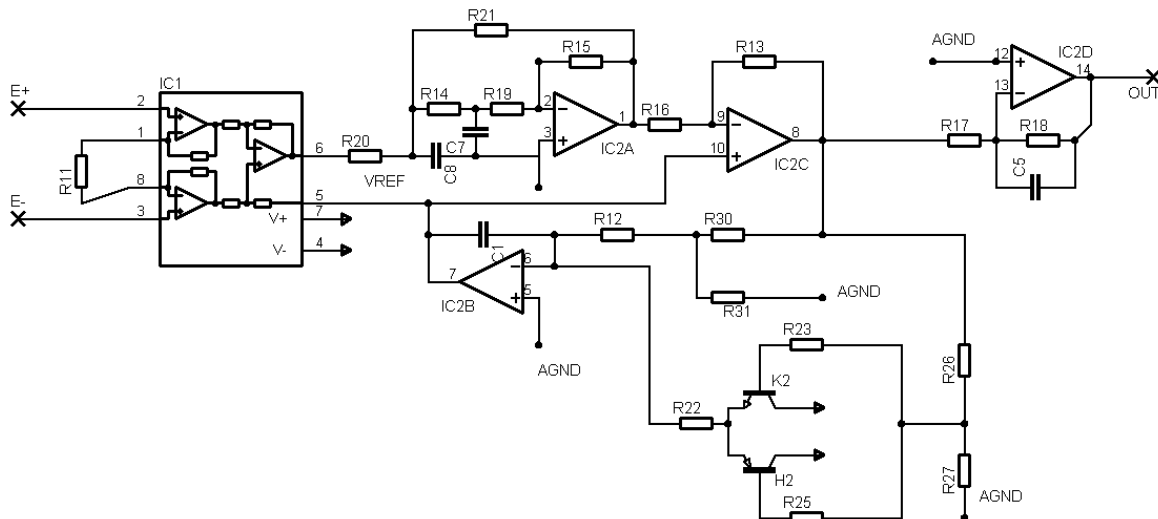 R21
R15
R13
AGND
12
IC2D
14
OUT
13
IC1
E+
2
1
R11
8
E-
3
6
5
V+
7
V-
4
R20
VREF
R14
R19
C7
C8
2
3
1
IC2A
R16
9
10
8
IC2C
R17
R18
C5
C1
R12
R30
R31
AGND
7
6
5
IC2B
AGND
R23
K2
R22
H2
R25
R26
R27
AGND